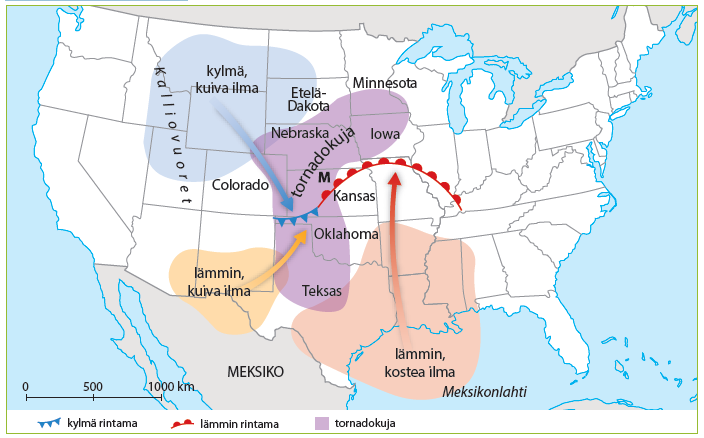 kylmä,
kuiva ilma
Kalliovuoret
Etelä-
Dakota
Minnesota
Nebraska
Iowa
tornadokuja
Colorado
M
Kansas
Oklahoma
lämmin,
kuiva ilma
Teksas
MEKSIKO
lämmin,
kostea ilma
Meksikonlahti
0 500 1000 km
kylmä rintama lämmin rintama tornadokuja